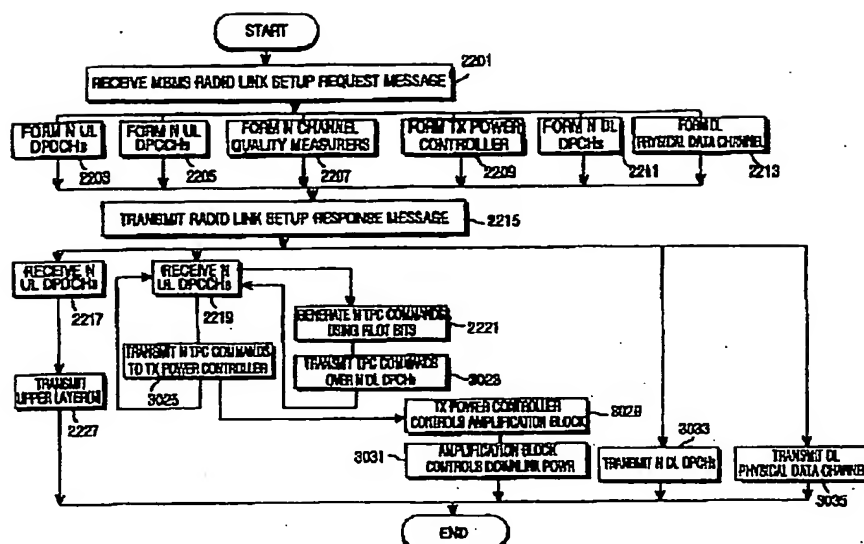 START
RECEIVE MBMS RADIO LINK SETUP REQUEST MESSAGE
2201
FORM N UL
DPDCHs
2203
FORM N UL
DPCCHs
2205
FORM N CHANNEL
QUALITY MEASURERS
2207
FORM TX POWER
CONTROLLER
2209
FORM N DL
DPCHs
2211
FORM DL
PHYSICAL DATA CHANNEL
2213
TRANSMIT RADIO LINK SETUP RESPONSE MESSAGE
2215
RECEIVE N
UL DPDCHs
2217
RECEIVE N
UL DPCCHs
2219
GENERATE N TPC COMMANDS
USING PILOT BITS
2221
TRANSMIT N TPC COMMANDS
TO TX POWER CONTROLLER
3025
TRANSMIT TPC COMMANDS
OVER N DL DPCHs
3023
TRANSMIT
UPPER LAYER(N)
2227
TX POWER CONTROLLER
CONTROLS AMPLIFICATION BLOCK
3029
3031
AMPLIFICATION BLOCK
CONTROLS DOWNLINK POWR
3033
TRANSMIT N DL DPCHs
TRANSMIT DL
PHYSICAL DATA CHANNEL
3035
END